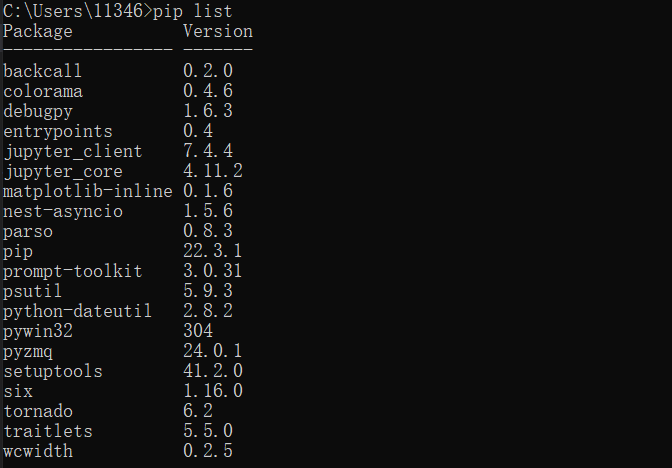 C:\Users\11346>pip list
Package           Version
----------------- -------
backcall          0.2.0
colorama          0.4.6
debugpy           1.6.3
entrypoints       0.4
jupyter_client    7.4.4
jupyter_core      4.11.2
matplotlib-inline 0.1.6
nest-asyncio      1.5.6
parso             0.8.3
pip               22.3.1
prompt-toolkit    3.0.31
psutil            5.9.3
python-dateutil   2.8.2
pywin32           304
pyzmq             24.0.1
setuptools        41.2.0
six               1.16.0
tornado           6.2
traitlets         5.5.0
wcwidth           0.2.5